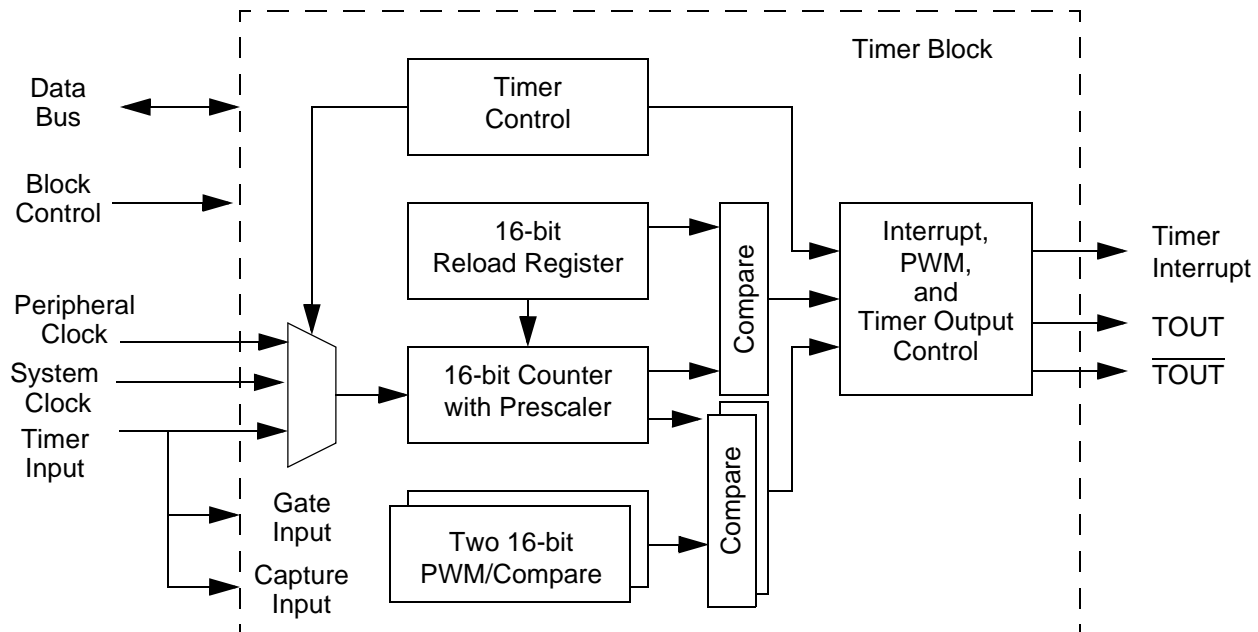 Timer Block
Data
Bus
Timer
Control
Block
Control
16-bit
Reload Register
Compare
Interrupt,
PWM,
and
Timer Output
Control
Timer
Interrupt
Peripheral
Clock
TOUT
System
Clock
16-bit Counter
with Prescaler
T̅O̅U̅T̅
Timer
Input
Gate
Input
Two 16-bit
PWM/Compare
Compare
Capture
Input